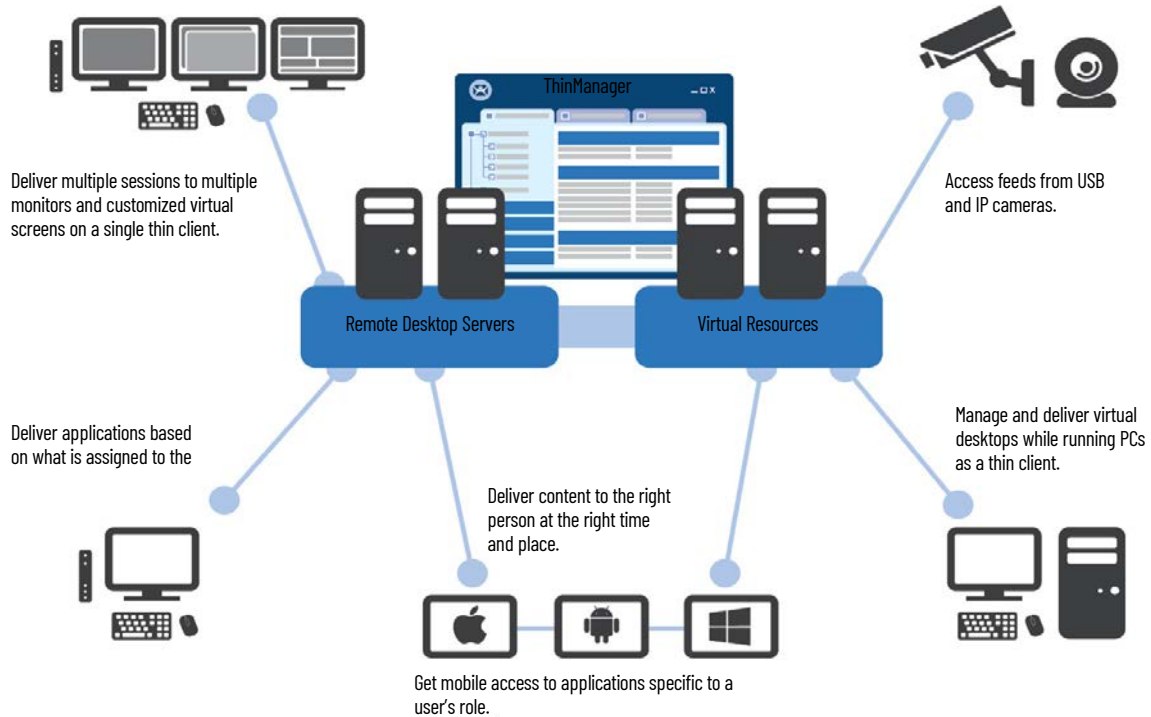 ThinManager
Deliver multiple sessions to multiple
monitors and customized virtual
screens on a single thin client.
Access feeds from USB
and IP cameras.
Remote Desktop Servers
Virtual Resources
Deliver applications based
on what is assigned to the
Manage and deliver virtual
desktops while running PCs
as a thin client.
Deliver content to the right
person at the right time
and place.
Get mobile access to applications specific to a
user's role.